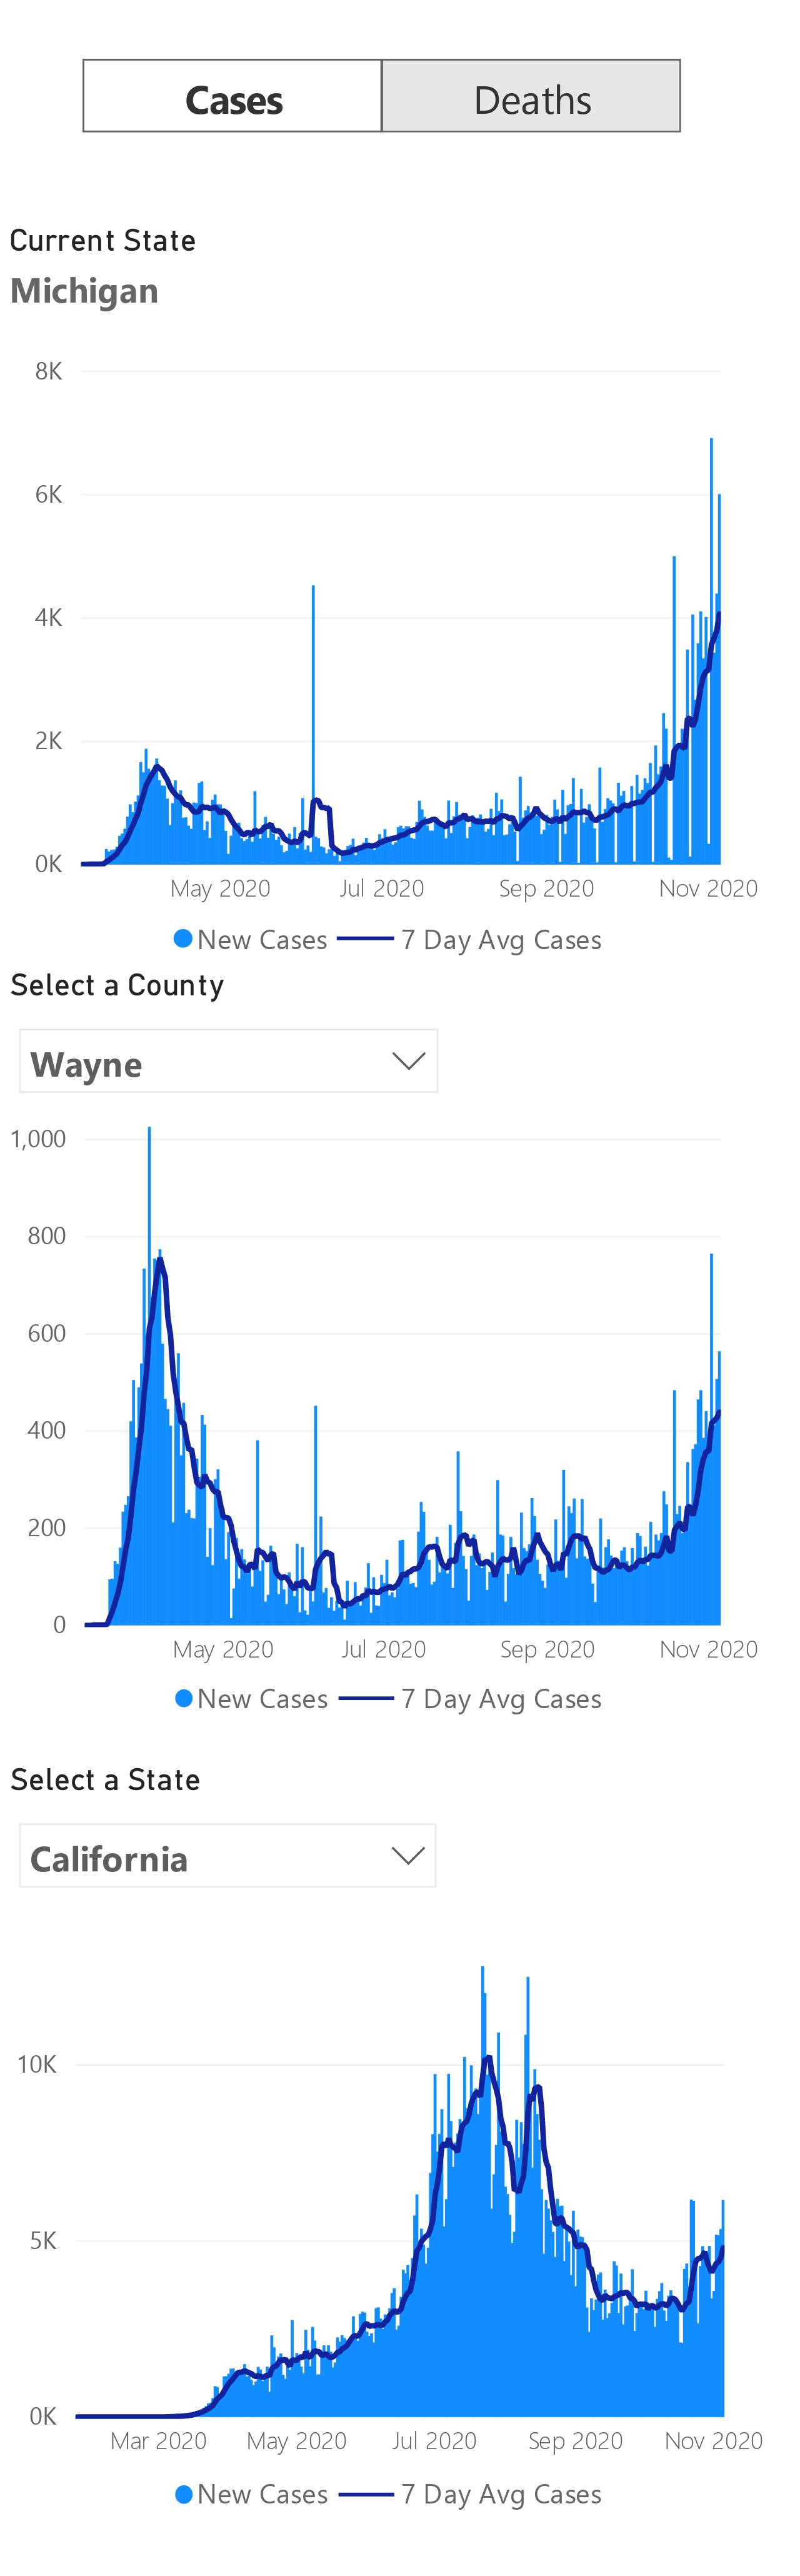 Cases Deaths
Current State
Michigan
8K
6K
4K
2K
0K
May 2020 Jul 2020 Sep 2020 Nov 2020
New Cases 7 Day Avg Cases
Select a County
Wayne
1,000
800
600
400
200
0
May 2020 Jul 2020 Sep 2020 Nov 2020
New Cases 7 Day Avg Cases
Select a State
California
10K
5K
0K
Mar 2020 May 2020 Jul 2020 Sep 2020 Nov 2020
New Cases 7 Day Avg Cases